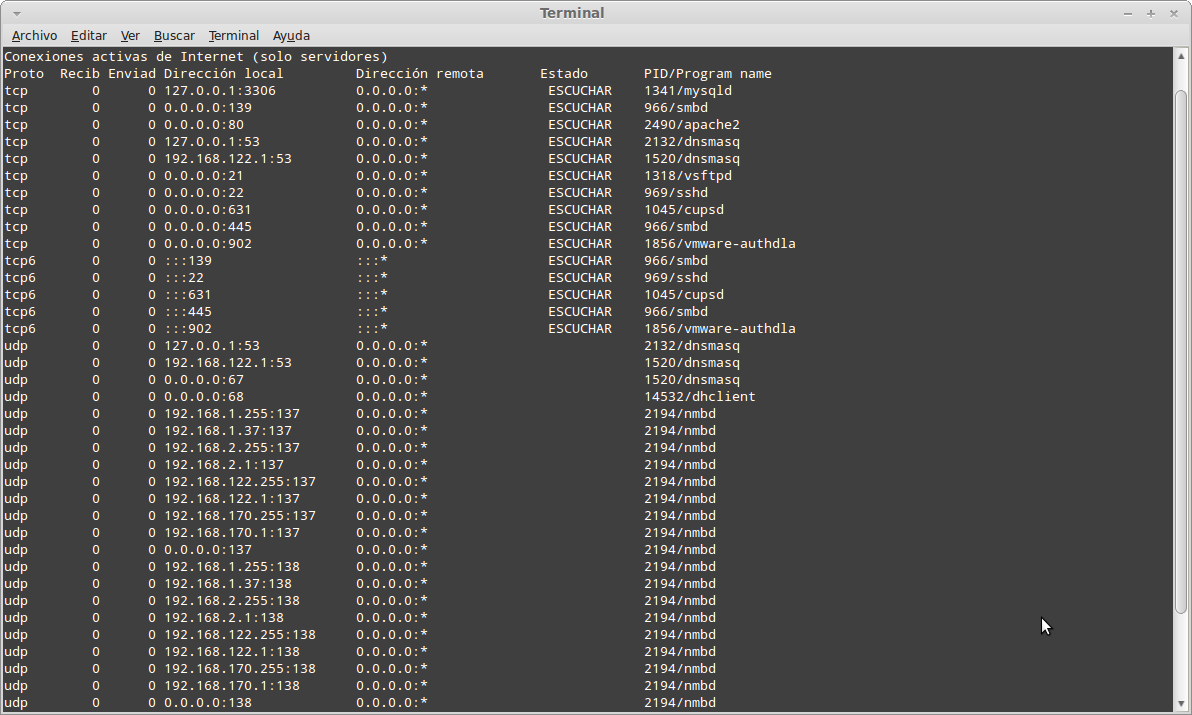 Terminal
Archivo Editar Ver Buscar Terminal Ayuda
Conexiones activas de Internet (solo servidores)
Proto  Recib Enviad Dirección local         Dirección remota       Estado       PID/Program name
tcp        0      0 127.0.0.1:3306          0.0.0.0:*               ESCUCHAR    1341/mysqld
tcp        0      0 0.0.0.0:139             0.0.0.0:*               ESCUCHAR    966/smbd
tcp        0      0 0.0.0.0:80              0.0.0.0:*               ESCUCHAR    2490/apache2
tcp        0      0 127.0.0.1:53            0.0.0.0:*               ESCUCHAR    2132/dnsmasq
tcp        0      0 192.168.122.1:53        0.0.0.0:*               ESCUCHAR    1520/dnsmasq
tcp        0      0 0.0.0.0:21              0.0.0.0:*               ESCUCHAR    1318/vsftpd
tcp        0      0 0.0.0.0:22              0.0.0.0:*               ESCUCHAR    969/sshd
tcp        0      0 0.0.0.0:631             0.0.0.0:*               ESCUCHAR    1045/cupsd
tcp        0      0 0.0.0.0:445             0.0.0.0:*               ESCUCHAR    966/smbd
tcp        0      0 0.0.0.0:902             0.0.0.0:*               ESCUCHAR    1856/vmware-authdla
tcp6       0      0 :::139                  :::*                    ESCUCHAR    966/smbd
tcp6       0      0 :::22                   :::*                    ESCUCHAR    969/sshd
tcp6       0      0 :::631                  :::*                    ESCUCHAR    1045/cupsd
tcp6       0      0 :::445                  :::*                    ESCUCHAR    966/smbd
tcp6       0      0 :::902                  :::*                    ESCUCHAR    1856/vmware-authdla
udp        0      0 127.0.0.1:53            0.0.0.0:*                           2132/dnsmasq
udp        0      0 192.168.122.1:53        0.0.0.0:*                           1520/dnsmasq
udp        0      0 0.0.0.0:67              0.0.0.0:*                           1520/dnsmasq
udp        0      0 0.0.0.0:68              0.0.0.0:*                           14532/dhclient
udp        0      0 192.168.1.255:137       0.0.0.0:*                           2194/nmbd
udp        0      0 192.168.1.37:137        0.0.0.0:*                           2194/nmbd
udp        0      0 192.168.2.255:137       0.0.0.0:*                           2194/nmbd
udp        0      0 192.168.2.1:137         0.0.0.0:*                           2194/nmbd
udp        0      0 192.168.122.255:137     0.0.0.0:*                           2194/nmbd
udp        0      0 192.168.122.1:137       0.0.0.0:*                           2194/nmbd
udp        0      0 192.168.170.255:137     0.0.0.0:*                           2194/nmbd
udp        0      0 192.168.170.1:137       0.0.0.0:*                           2194/nmbd
udp        0      0 0.0.0.0:137             0.0.0.0:*                           2194/nmbd
udp        0      0 192.168.1.255:138       0.0.0.0:*                           2194/nmbd
udp        0      0 192.168.1.37:138        0.0.0.0:*                           2194/nmbd
udp        0      0 192.168.2.255:138       0.0.0.0:*                           2194/nmbd
udp        0      0 192.168.2.1:138         0.0.0.0:*                           2194/nmbd
udp        0      0 192.168.122.255:138     0.0.0.0:*                           2194/nmbd
udp        0      0 192.168.122.1:138       0.0.0.0:*                           2194/nmbd
udp        0      0 192.168.170.255:138     0.0.0.0:*                           2194/nmbd
udp        0      0 192.168.170.1:138       0.0.0.0:*                           2194/nmbd
udp        0      0 0.0.0.0:138             0.0.0.0:*                           2194/nmbd